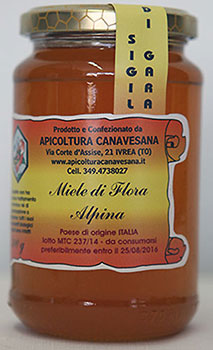 SIGIL
DI GARA
Prodotto e Confezionato da
APICOLTURA CANAVESANA
Via Corte d'Assise, 21 IVREA (TO)
www.apicolturacanavesana.it
Cell. 349.4738027
Miele di Flora
Alpina
Paese di origine ITALIA
lotto MTC 237/14 - da consumarsi
preferibilmente entro il 25/08/2016